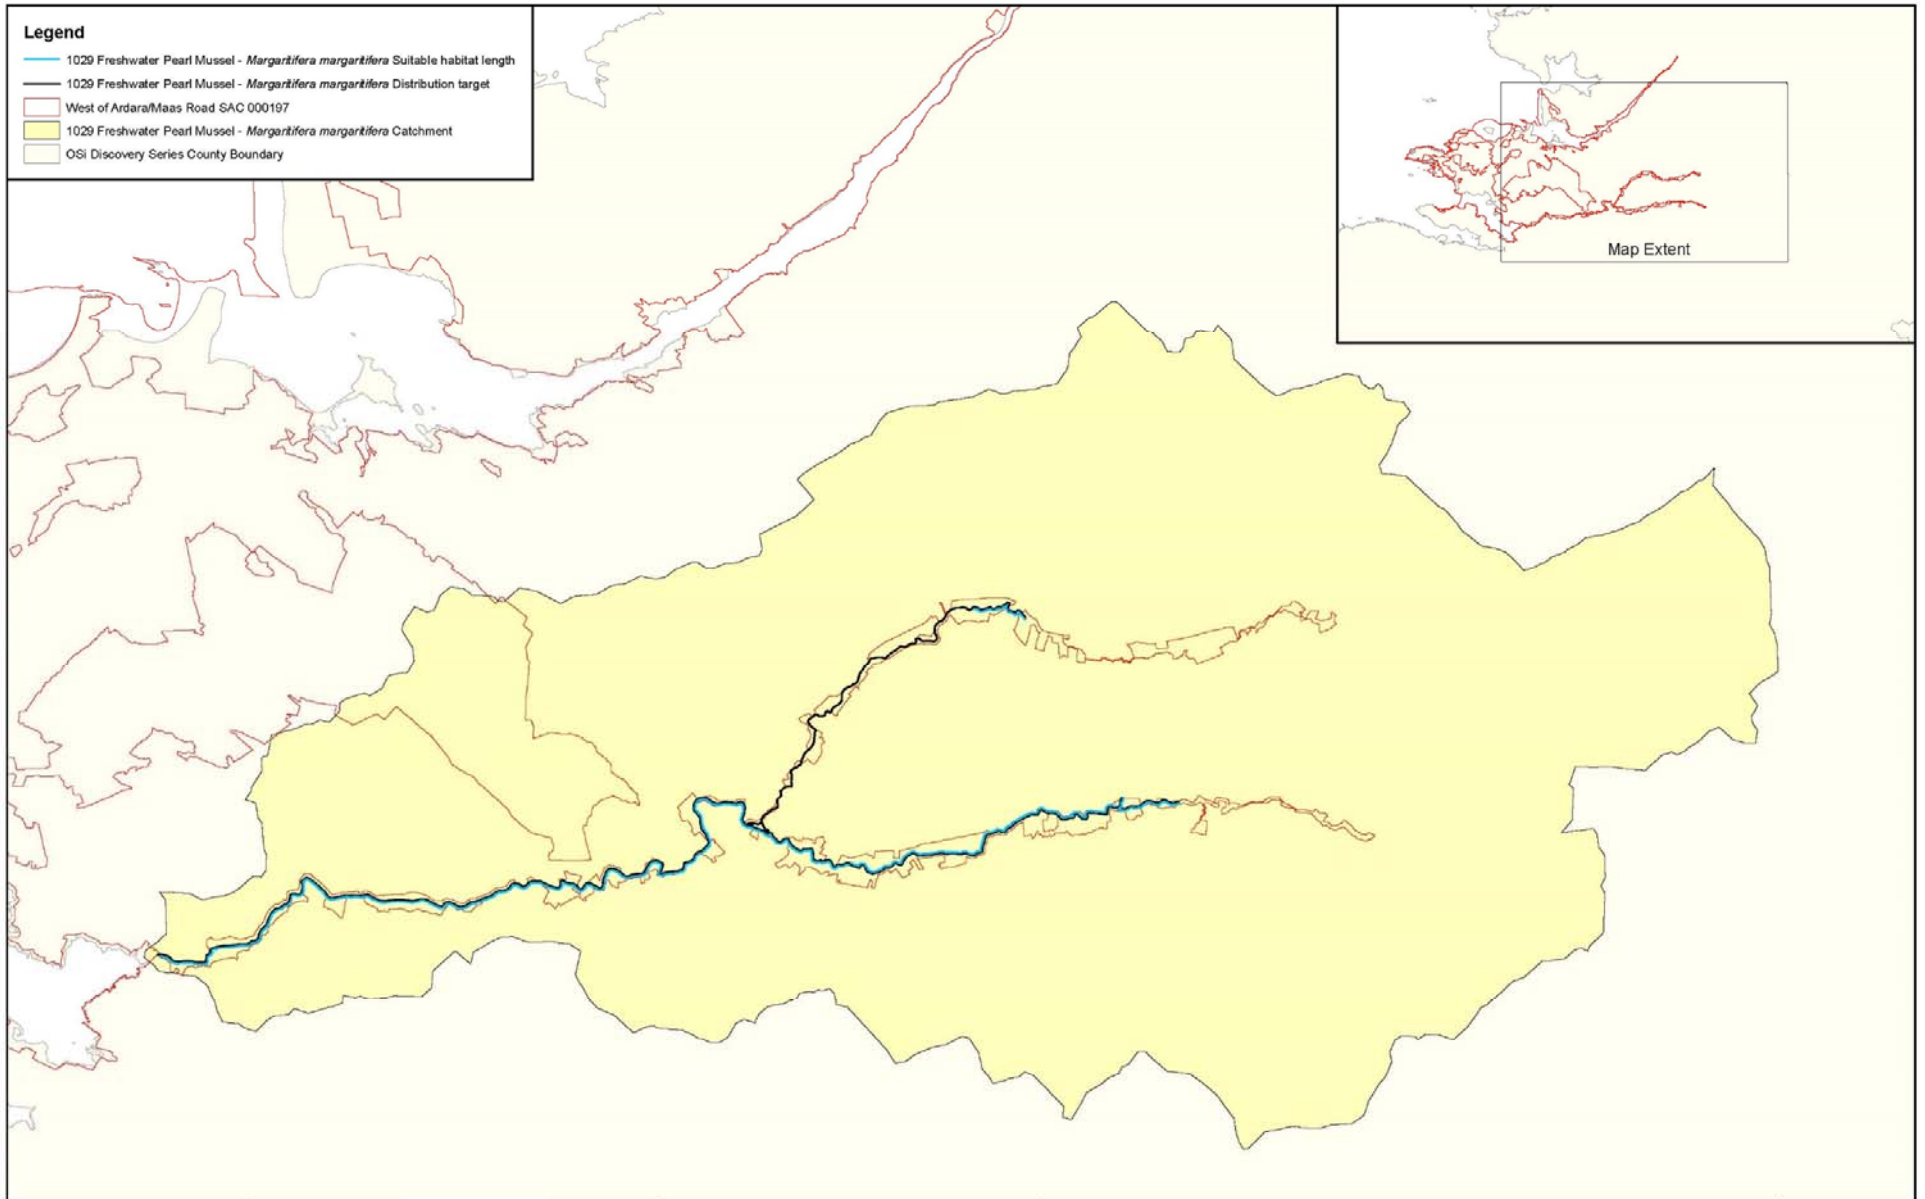 Legend
1029 Freshwater Pearl Mussel - Margaritifera margaritifera Suitable habitat length
1029 Freshwater Pearl Mussel - Margaritifera margaritifera Distribution target
West of Ardara/Maas Road SAC 000197
1029 Freshwater Pearl Mussel - Margaritifera margaritifera Catchment
OSi Discovery Series County Boundary
Map Extent